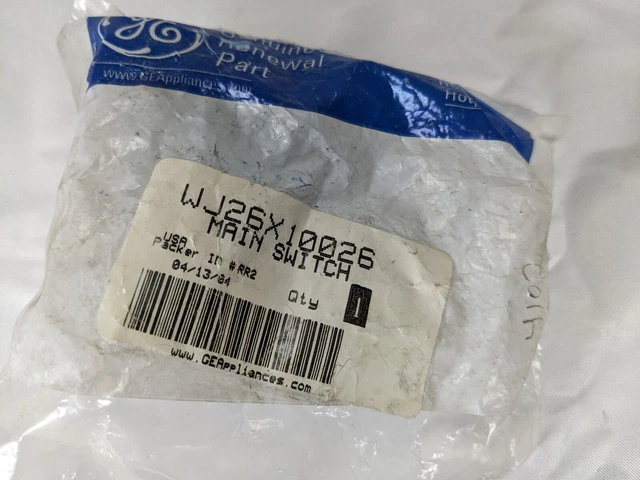 GE
Genuine
Renewal
Part
www.GEAppliances.com
WJ26X10026
MAIN SWITCH
USA
Packer ID #RR2
04/13/04
Qty 1
www.GEAppliances.com